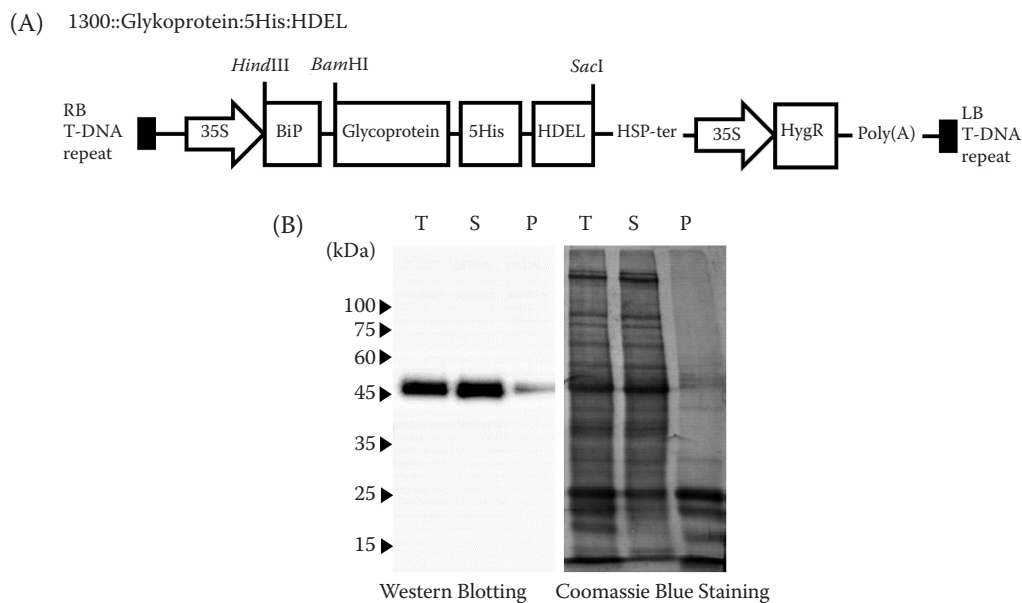 (A) 1300::Glykoprotein:5His:HDEL
HindIII BamHI SacI
RB
T-DNA
repeat
35S BiP Glycoprotein 5His HDEL HSP-ter 35S HygR Poly(A)
LB
T-DNA
repeat
(B) T S P T S P
(kDa)
100
75
60
45
35
25
15
Western Blotting Coomassie Blue Staining